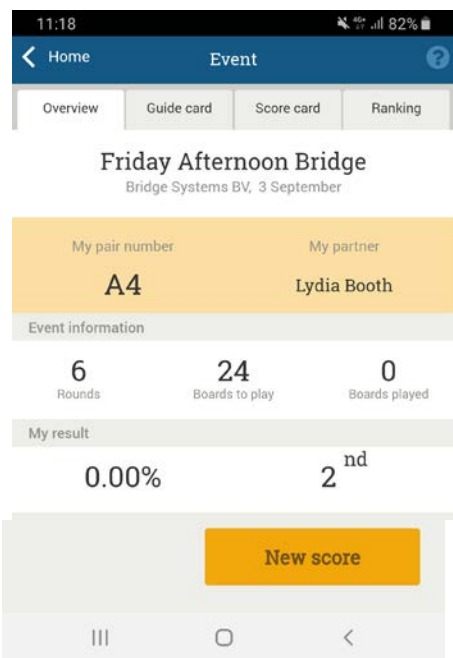 11:18 4G+ 82%
Home Event ?
Overview Guide card Score card Ranking
Friday Afternoon Bridge
Bridge Systems BV, 3 September
My pair number My partner
A4 Lydia Booth
Event information
6 24 0
Rounds Boards to play Boards played
My result
0.00% 2nd
New score